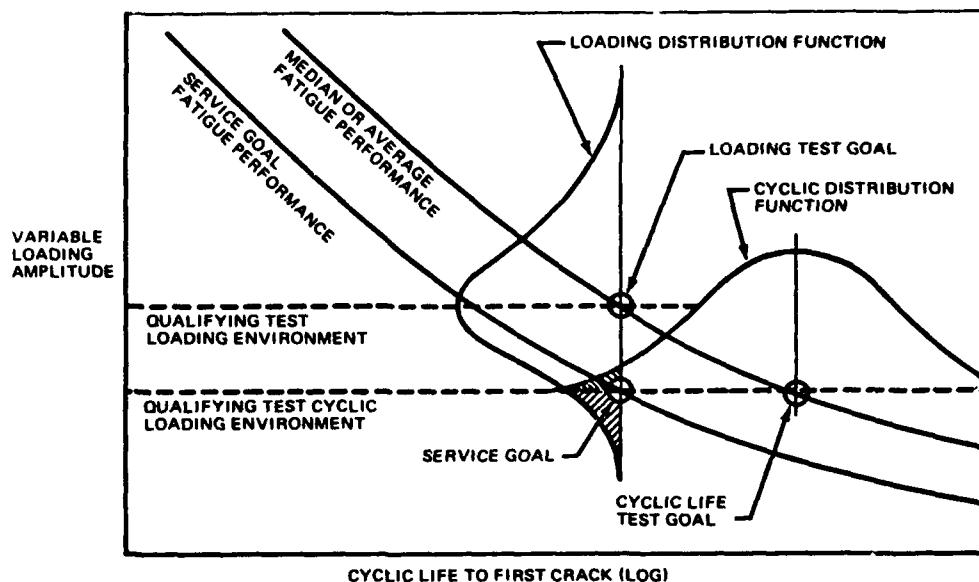 LOADING DISTRIBUTION FUNCTION
MEDIAN OR AVERAGE
FATIGUE PERFORMANCE
SERVICE GOAL
FATIGUE PERFORMANCE
LOADING TEST GOAL
CYCLIC DISTRIBUTION
FUNCTION
VARIABLE
LOADING
AMPLITUDE
QUALIFYING TEST
LOADING ENVIRONMENT
QUALIFYING TEST CYCLIC
LOADING ENVIRONMENT
SERVICE GOAL
CYCLIC LIFE
TEST GOAL
CYCLIC LIFE TO FIRST CRACK (LOG)